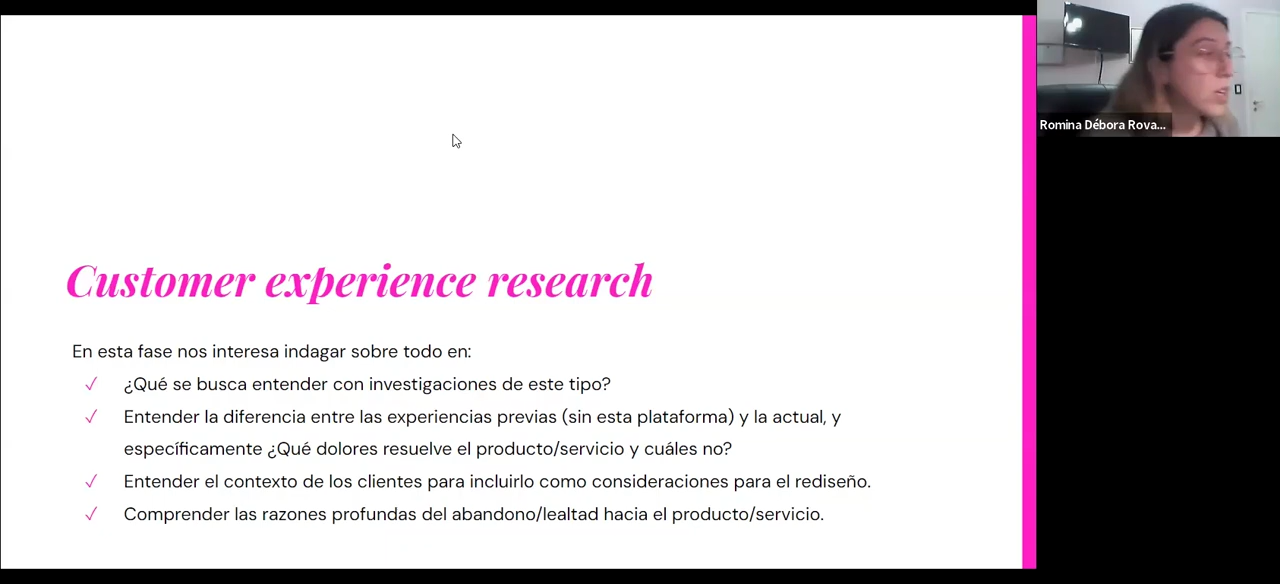 Customer experience research
En esta fase nos interesa indagar sobre todo en:
✓ ¿Qué se busca entender con investigaciones de este tipo?
✓ Entender la diferencia entre las experiencias previas (sin esta plataforma) y la actual, y
específicamente ¿Qué dolores resuelve el producto/servicio y cuáles no?
✓ Entender el contexto de los clientes para incluirlo como consideraciones para el rediseño.
✓ Comprender las razones profundas del abandono/lealtad hacia el producto/servicio.
Romina Débora Rova...